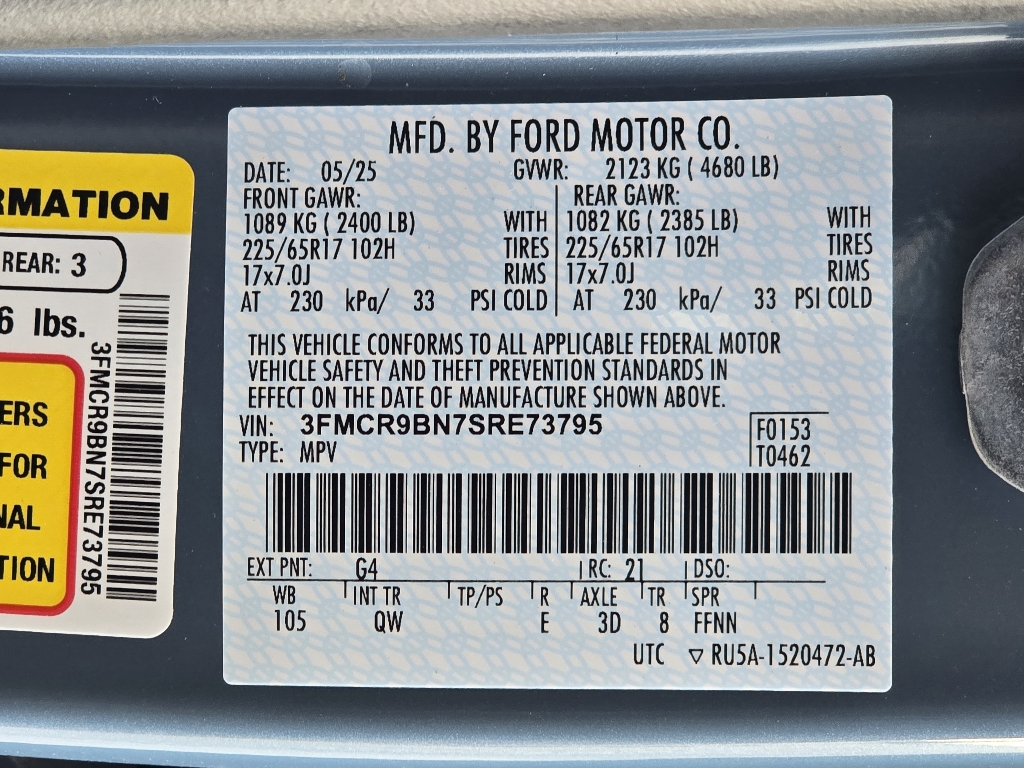 MFD. BY FORD MOTOR CO.
DATE: 05/25 GVWR: 2123 KG ( 4680 LB)
FRONT GAWR: REAR GAWR:
1089 KG ( 2400 LB) WITH 1082 KG ( 2385 LB) WITH
225/65R17 102H TIRES 225/65R17 102H TIRES
17x7.0J RIMS 17x7.0J RIMS
AT 230 kPa/ 33 PSI COLD AT 230 kPa/ 33 PSI COLD
THIS VEHICLE CONFORMS TO ALL APPLICABLE FEDERAL MOTOR
VEHICLE SAFETY AND THEFT PREVENTION STANDARDS IN
EFFECT ON THE DATE OF MANUFACTURE SHOWN ABOVE.
VIN: 3FMCR9BN7SRE73795
TYPE: MPV
F0153
T0462
EXT PNT: G4 RC: 21 DSO:
WB INT TR TP/PS R AXLE TR SPR
105 QW E 3D 8 FFNN
UTC ▽ RU5A-1520472-AB
RMATION
REAR: 3
6 lbs.
3FMCR9BN7SRE73795
ERS
FOR
NAL
TION